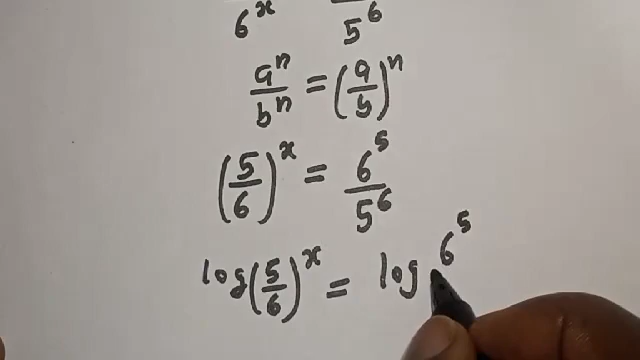 6^x 5^6
a^n/b^n = (a/b)^n
(5/6)^x = 6^5/5^6
log(5/6)^x = log 6^5